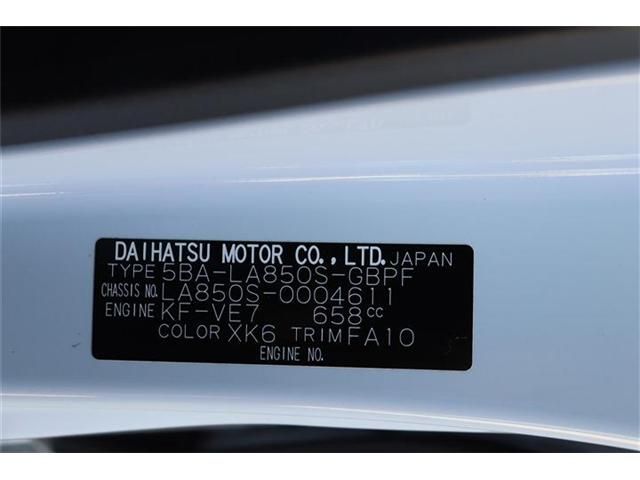 DAIHATSU MOTOR CO., LTD. JAPAN
TYPE 5BA-LA850S-GBPF
CHASSIS NO. LA850S-0004611
ENGINE KF-VE7 658cc
COLOR XK6 TRIM FA10
ENGINE NO.